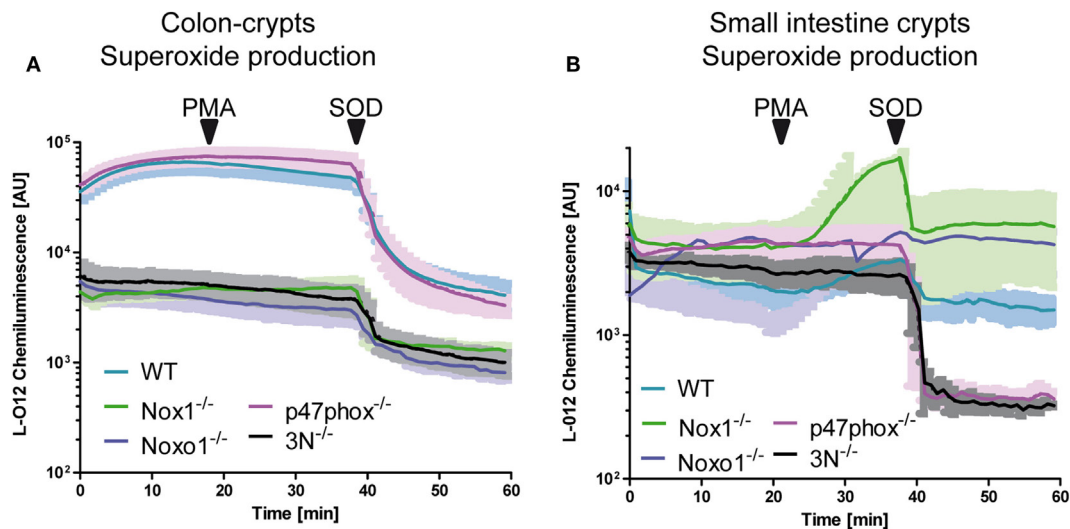 Colon-crypts
Superoxide production
A
PMA
SOD
L-O12 Chemiluminescence [AU]
10^5
10^4
10^3
10^2
WT
Nox1^-/-
Noxo1^-/-
p47phox^-/-
3N^-/-
0 10 20 30 40 50 60
Time [min]
Small intestine crypts
Superoxide production
B
PMA
SOD
L-012 Chemiluminescence [AU]
10^4
10^3
10^2
WT
Nox1^-/-
Noxo1^-/-
p47phox^-/-
3N^-/-
0 10 20 30 40 50 60
Time [min]